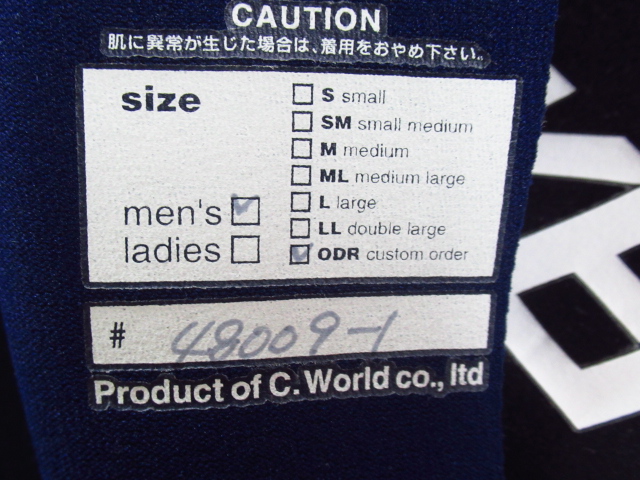 CAUTION
肌に異常が生じた場合は、着用をおやめ下さい。
size
men's
ladies
S small
SM small medium
M medium
ML medium large
L large
LL double large
ODR custom order
# 48009-1
Product of C.World co., ltd